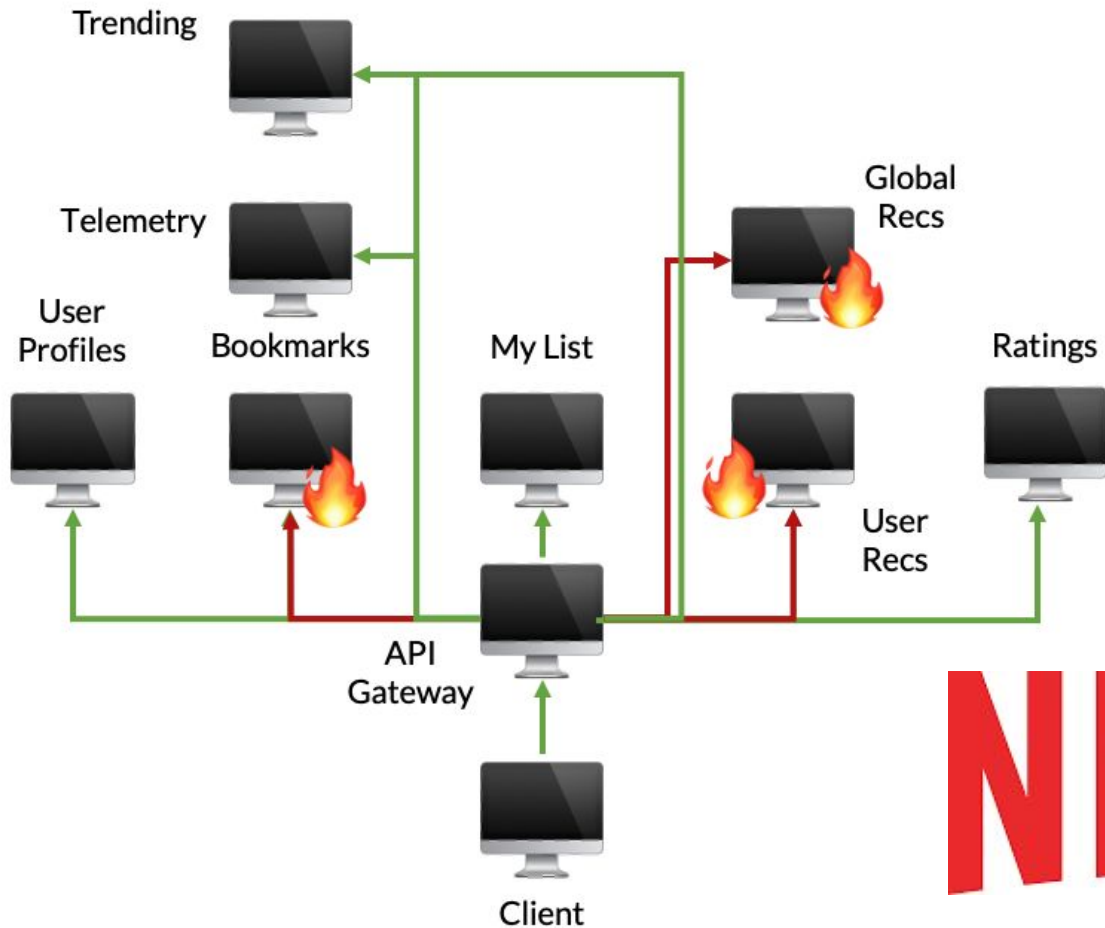 Trending
Telemetry
Global
Recs
User
Profiles
Bookmarks
My List
Ratings
User
Recs
API
Gateway
Client
N